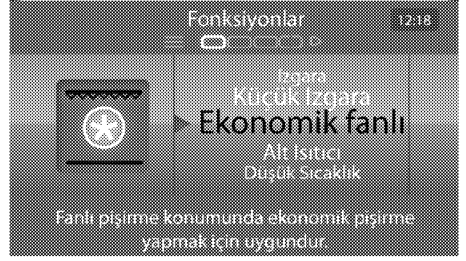 Fonksiyonlar
12:18
Izgara
Küçük Izgara
Ekonomik fanlı
Alt Isıtıcı
Düşük Sıcaklık
Fanlı pişirme konumunda ekonomik pişirme
yapmak için uygundur.